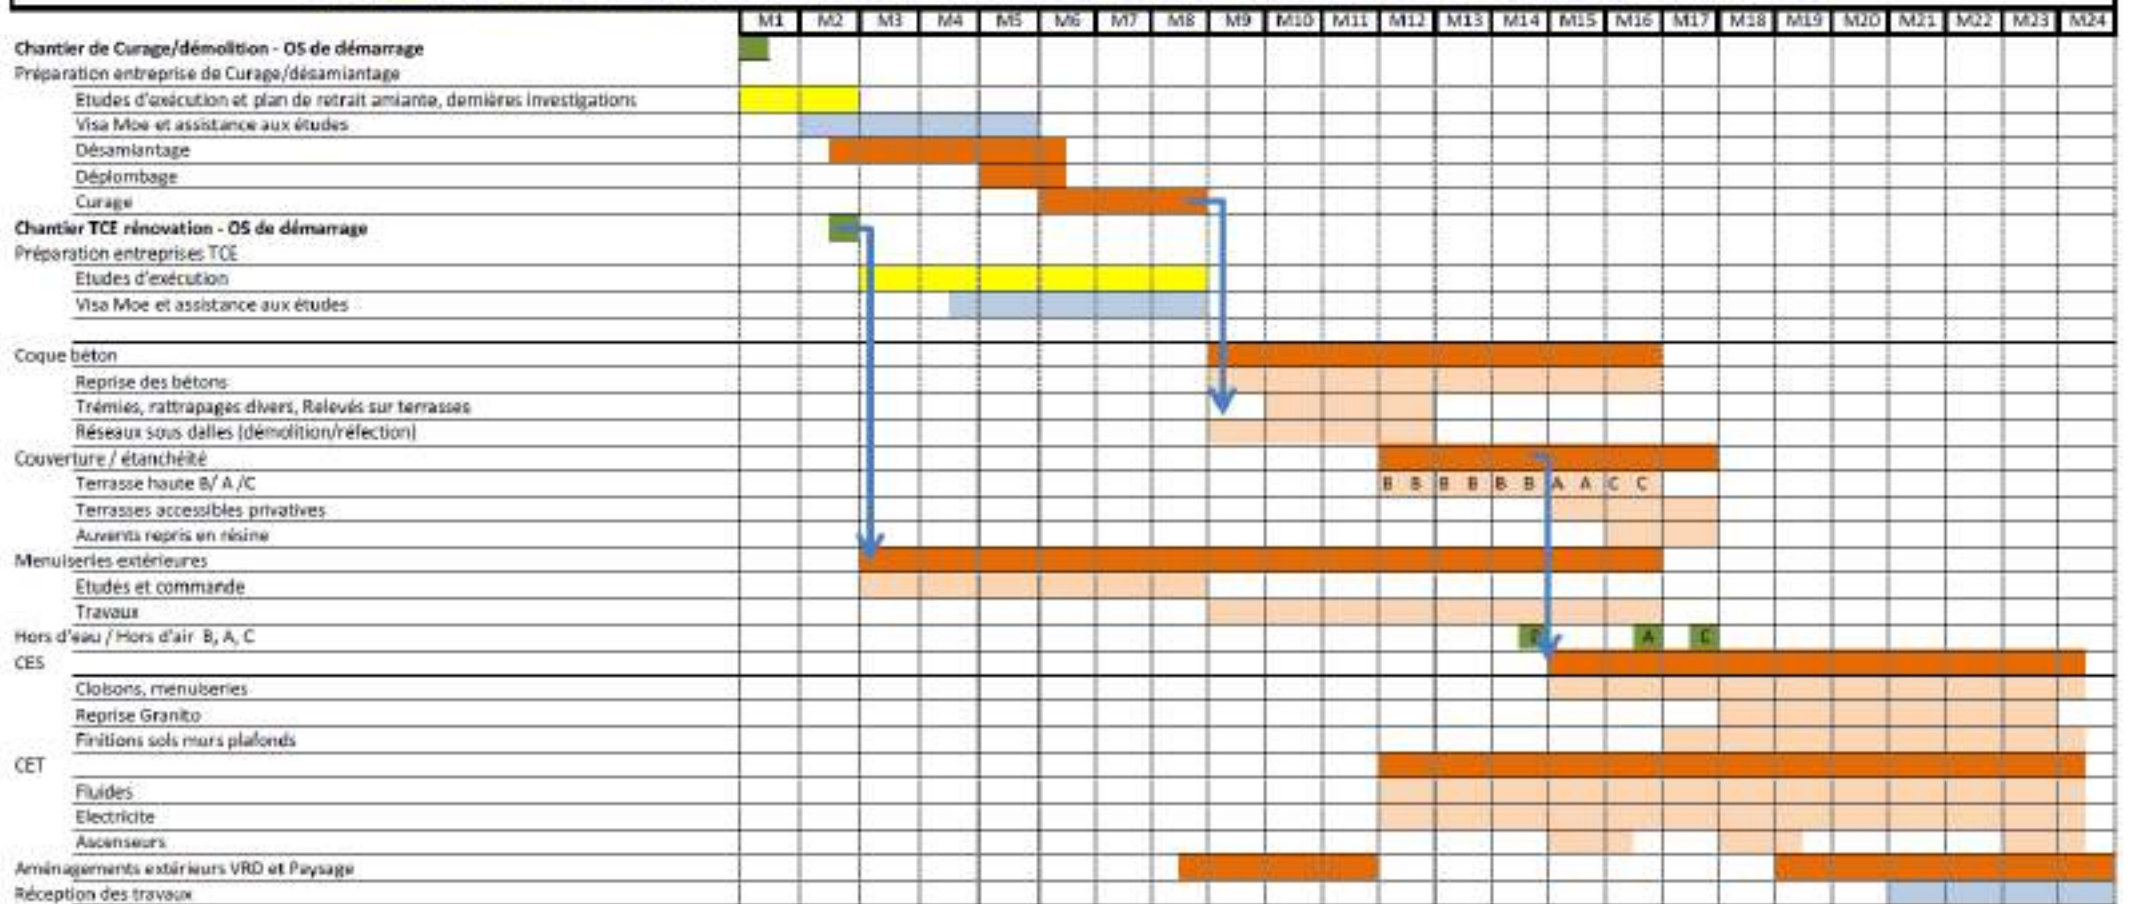 M1 M2 M3 M4 M5 M6 M7 M8 M9 M10 M11 M12 M13 M14 M15 M16 M17 M18 M19 M20 M21 M22 M23 M24
Chantier de Curage/démolition - OS de démarrage
Préparation entreprise de Curage/désamiantage
Etudes d'exécution et plan de retrait amiante, dernières investigations
Visa Moe et assistance aux études
Désamiantage
Déplombage
Curage
Chantier TCE rénovation - OS de démarrage
Préparation entreprises TCE
Etudes d'exécution
Visa Moe et assistance aux études
Coque béton
Reprise des bétons
Trémies, rattrapages divers, Relevés sur terrasses
Réseaux sous dalles (démolition/réfection)
Couverture / étanchéité
Terrasse haute B/ A /C B B B B B B A A C C
Terrasses accessibles privatives
Auvents repris en résine
Menuiseries extérieures
Etudes et commande
Travaux
Hors d'eau / Hors d'air B, A, C B A C
CES
Cloisons, menuiseries
Reprise Granito
Finitions sols murs plafonds
CET
Fluides
Electricite
Ascenseurs
Aménagements extérieurs VRD et Paysage
Réception des travaux